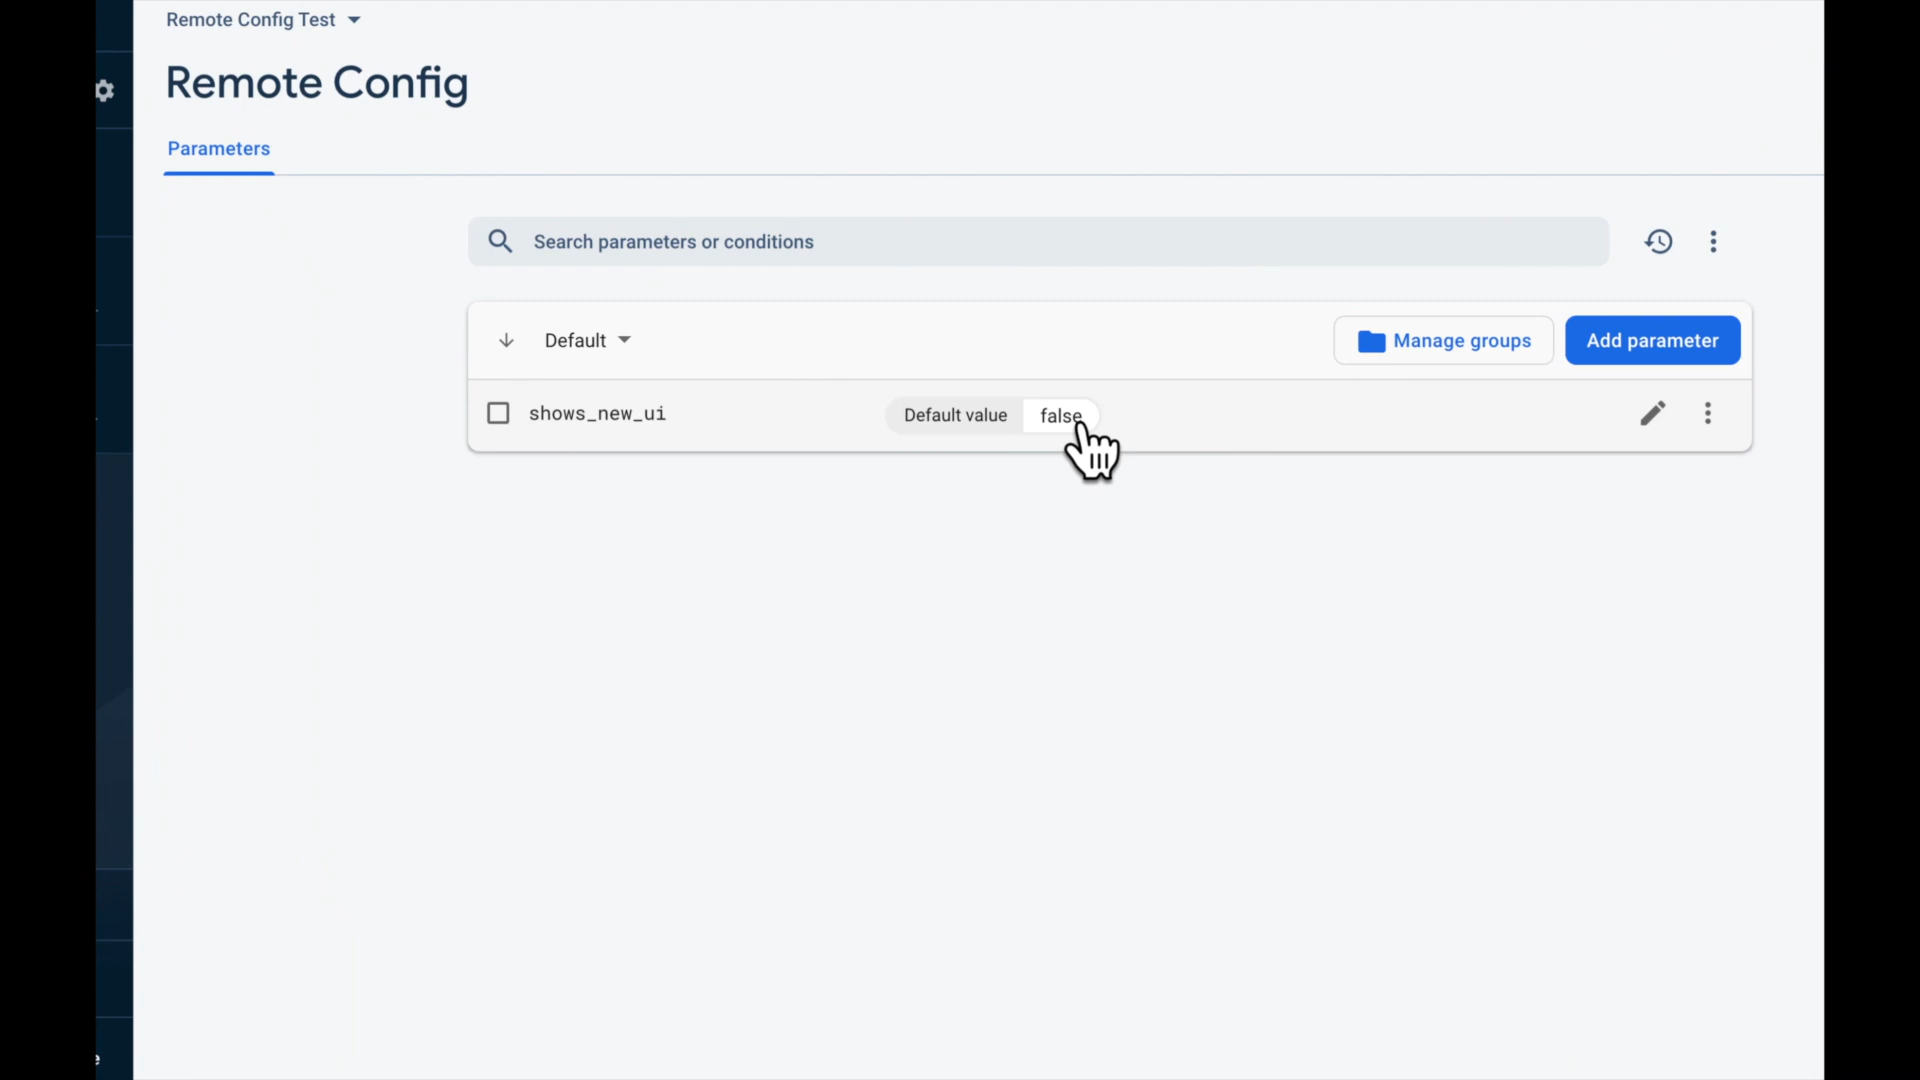 Remote Config Test
Remote Config
Parameters
Search parameters or conditions
Default
Manage groups
Add parameter
shows_new_ui
Default value
false
e